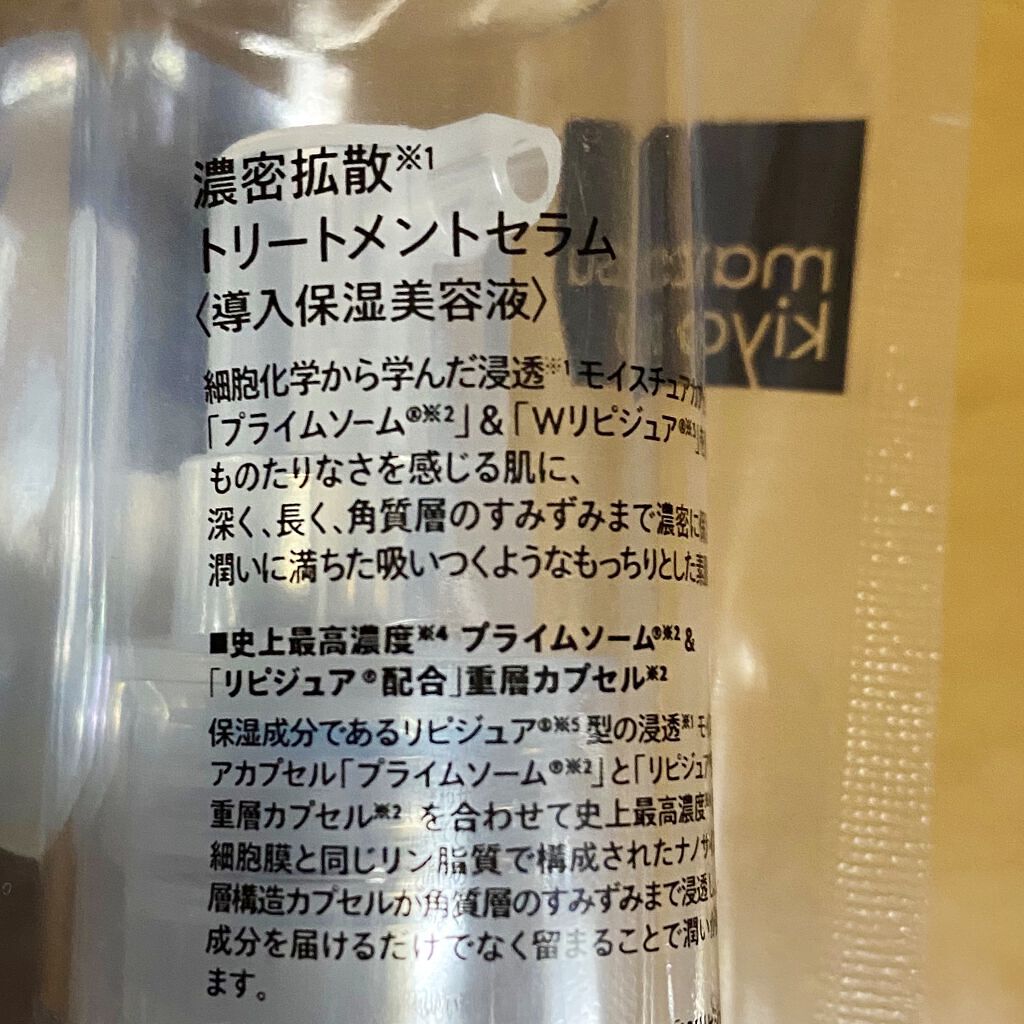 濃密拡散※1
トリートメントセラム
〈導入保湿美容液〉
細胞化学から学んだ浸透※1 モイスチュアカ
「プライムソーム®※2」&「Wリピジュア®※3」
ものたりなさを感じる肌に、
深く、長く、角質層のすみずみまで濃密に
潤いに満ちた吸いつくようなもっちりとした素
■史上最高濃度※4 プライムソーム®※2&
「リピジュア®配合」重層カプセル※2
保湿成分であるリピジュア®※5 型の浸透※1 モイ
アカプセル「プライムソーム®※2」と「リピジュア
重層カプセル※2 を合わせて史上最高濃度
細胞膜と同じリン脂質で構成されたナノサ
層構造カプセルが角質層のすみずみまで浸透
成分を届けるだけでなく留まることで潤い
ます。
matsu
kiyo